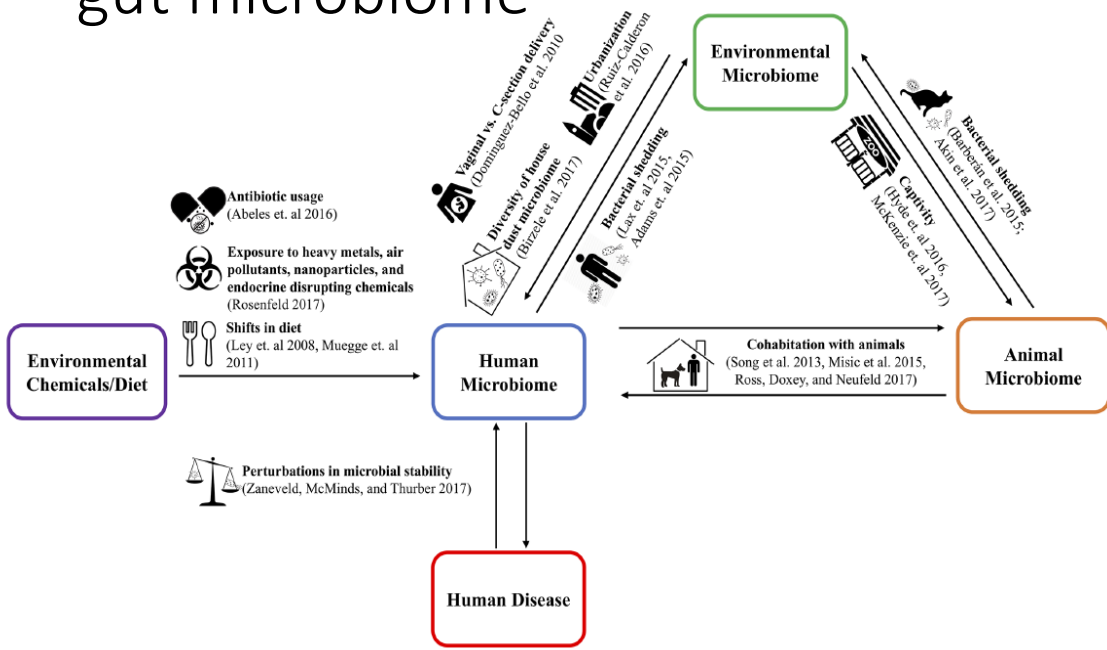 gut microbiome
Environmental
Microbiome
Vaginal vs. C-section delivery
(Dominguez-Bello et al. 2010
Urbanization
(Ruiz-Calderon
et al. 2016)
Diversity of house
dust microbiome
(Birzele et al. 2017)
Bacterial shedding
(Lax et. al 2015,
Adams et. al 2015)
Bacterial shedding
(Barberán et al. 2015;
Akin et al. 2017)
ZOO
Captivity
(Hyde et. al 2016,
McKenzie et. al 2017)
Antibiotic usage
(Abeles et. al 2016)
Exposure to heavy metals, air
pollutants, nanoparticles, and
endocrine disrupting chemicals
(Rosenfeld 2017)
Shifts in diet
(Ley et. al 2008, Muegge et. al
2011)
Environmental
Chemicals/Diet
Human
Microbiome
Cohabitation with animals
(Song et al. 2013, Misic et al. 2015,
Ross, Doxey, and Neufeld 2017)
Animal
Microbiome
Perturbations in microbial stability
(Zaneveld, McMinds, and Thurber 2017)
Human Disease